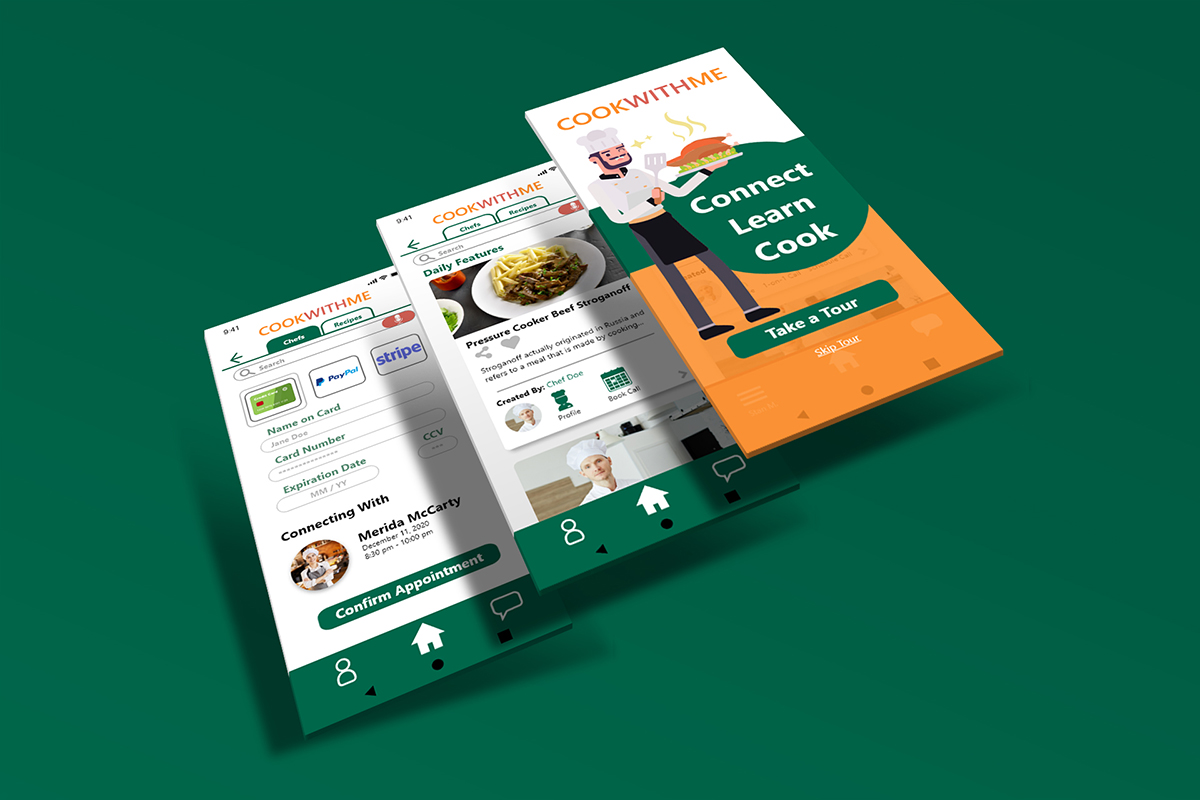 9:41
COOKWITHME
Chefs
Recipes
Search
Credit Card
PayPal
stripe
Name on Card
Jane Doe
Card Number
****************
Expiration Date
CCV
MM / YY
***
Connecting With
Merida McCarty
December 11, 2020
8:30 pm - 10:00 pm
Confirm Appointment
9:41
COOKWITHME
Chefs
Recipes
Search
Daily Features
Pressure Cooker Beef Stroganoff
Stroganoff actually originated in Russia and
refers to a meal that is made by cooking...
Created By: Chef Doe
Profile
Book Call
COOKWITHME
Connect
Learn
Cook
Take a Tour
Skip Tour